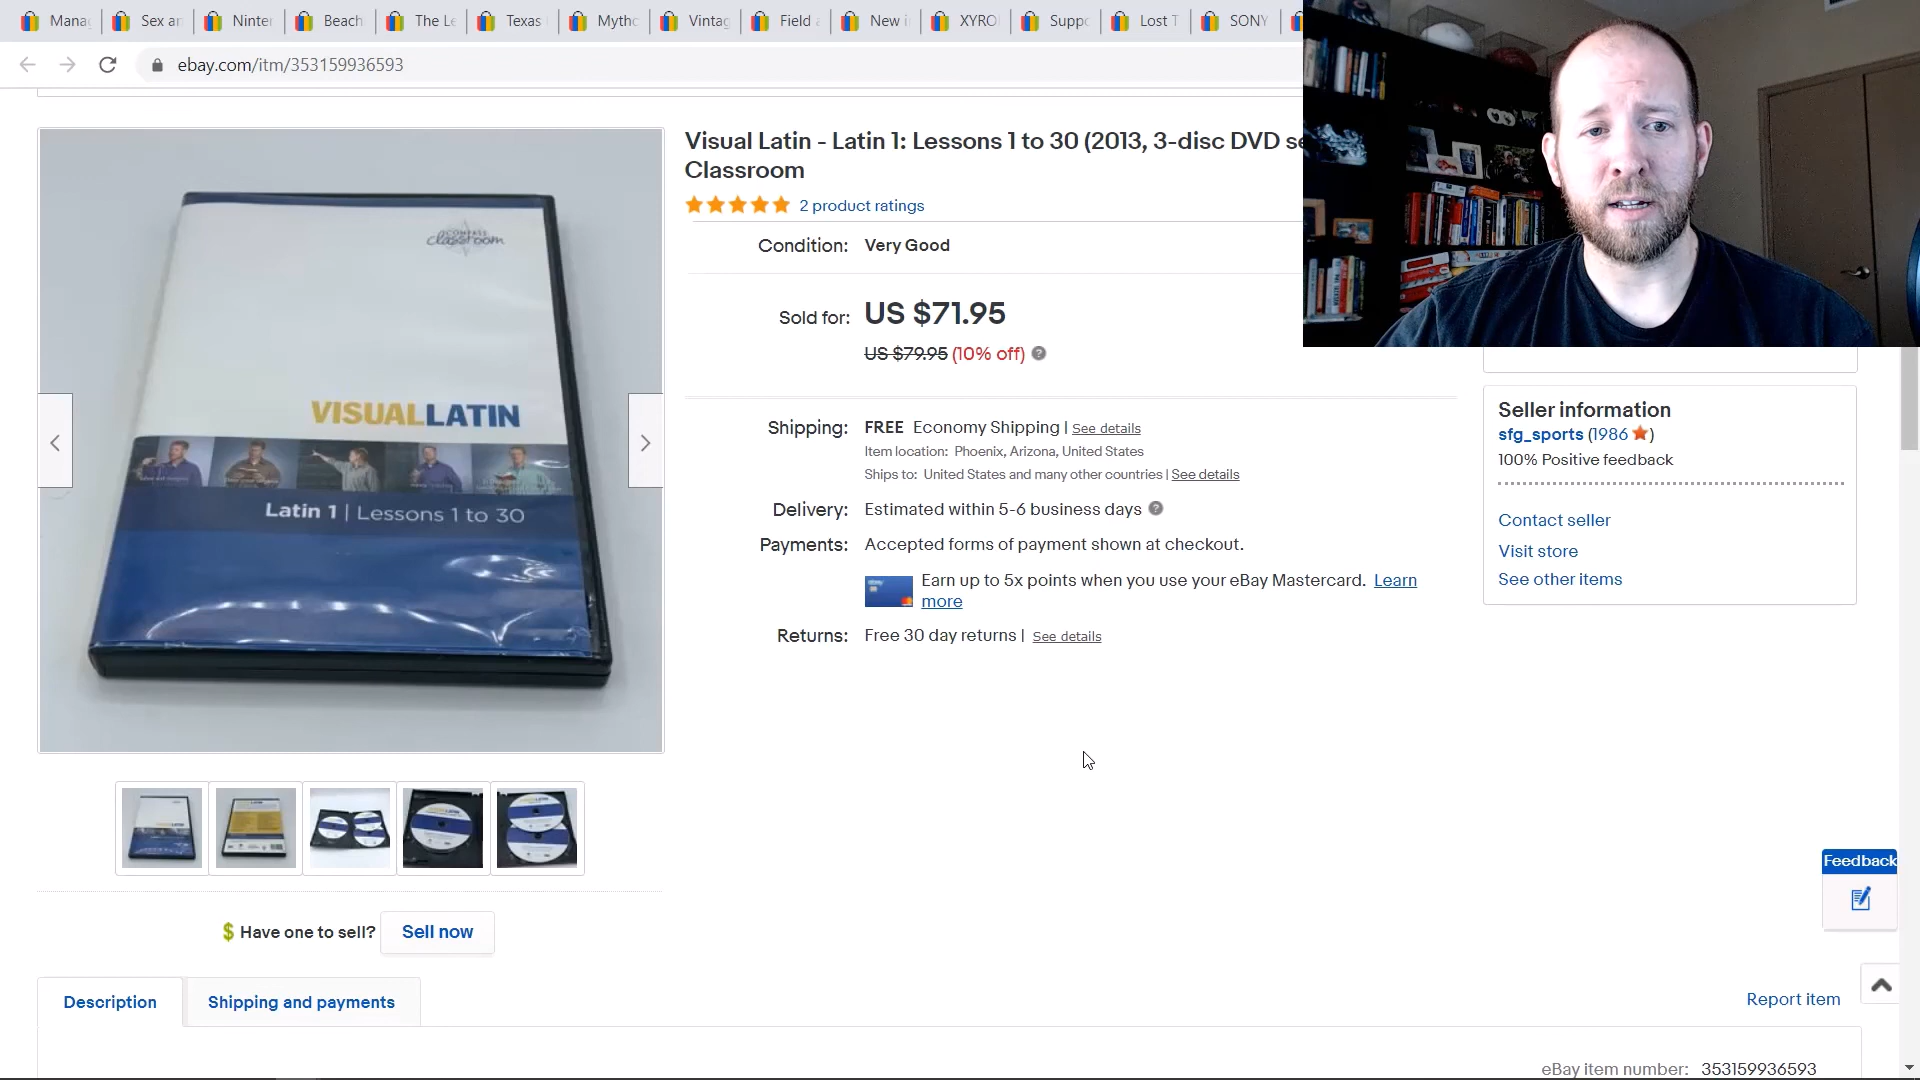 Mana
Sex ar
Ninter
Beach
The Le
Texas
Mytho
Vintag
Field a
New i
XYRO
Suppo
Lost T
SONY
ebay.com/itm/353159936593
Visual Latin - Latin 1: Lessons 1 to 30 (2013, 3-disc DVD se
Classroom
2 product ratings
Condition: Very Good
Sold for: US $71.95
US $79.95 (10% off)
Shipping: FREE Economy Shipping | See details
Item location: Phoenix, Arizona, United States
Ships to: United States and many other countries | See details
Delivery: Estimated within 5-6 business days
Payments: Accepted forms of payment shown at checkout.
Earn up to 5x points when you use your eBay Mastercard. Learn
more
Returns: Free 30 day returns | See details
Seller information
sfg_sports (1986)
100% Positive feedback
Contact seller
Visit store
See other items
COMPASS
classroom
VISUALLATIN
Latin 1 | Lessons 1 to 30
$ Have one to sell? Sell now
Feedback
Description
Shipping and payments
Report item
eBay item number: 353159936593